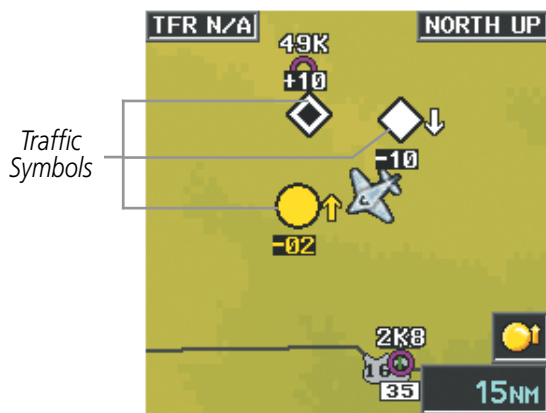 TFR N/A
NORTH UP
49K
+10
Traffic
Symbols
-10
-02
2K8
16
35
15NM